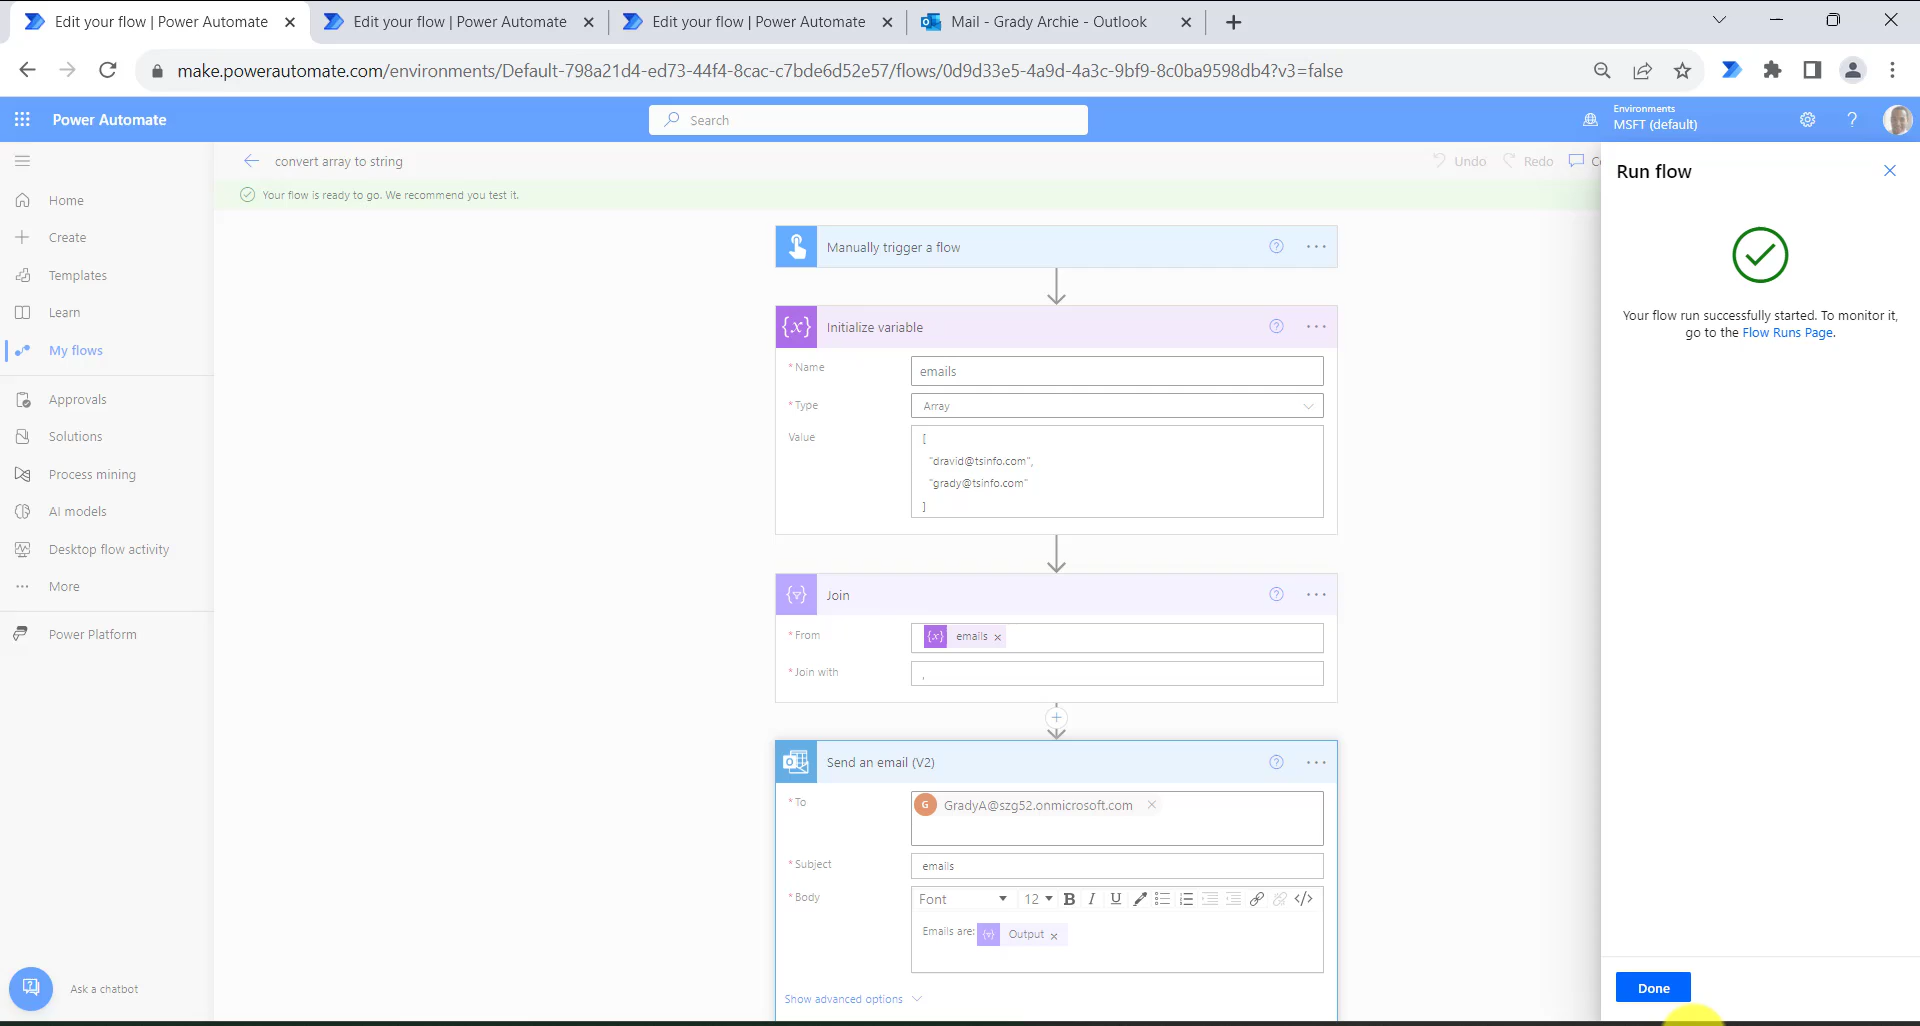 Edit your flow | Power Automate
Edit your flow | Power Automate
Edit your flow | Power Automate
Mail - Grady Archie - Outlook
make.powerautomate.com/environments/Default-798a21d4-ed73-44f4-8cac-c7bde6d52e57/flows/0d9d33e5-4a9d-4a3c-9bf9-8c0ba9598db4?v3=false
Power Automate
Search
Environments
MSFT (default)
convert array to string
Undo
Redo
Your flow is ready to go. We recommend you test it.
Home
Create
Templates
Learn
My flows
Approvals
Solutions
Process mining
AI models
Desktop flow activity
More
Power Platform
Ask a chatbot
Manually trigger a flow
{x} Initialize variable
* Name
emails
* Type
Array
Value
[
"dravid@tsinfo.com",
"grady@tsinfo.com"
]
Join
* From
{x} emails
* Join with
,
Send an email (V2)
* To
G GradyA@szg52.onmicrosoft.com
* Subject
emails
* Body
Font 12 B I U </>
Emails are: Output
Show advanced options
Run flow
Your flow run successfully started. To monitor it,
go to the Flow Runs Page.
Done